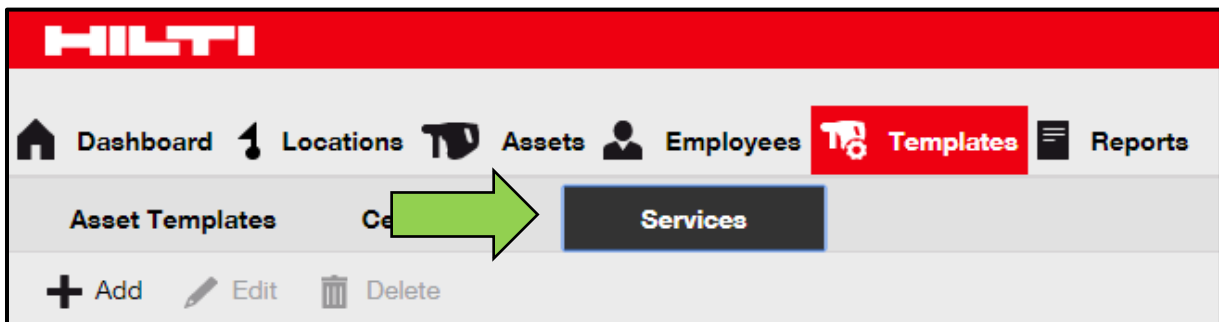 HILTI
Dashboard Locations Assets Employees Templates Reports
Asset Templates Services
Add Edit Delete